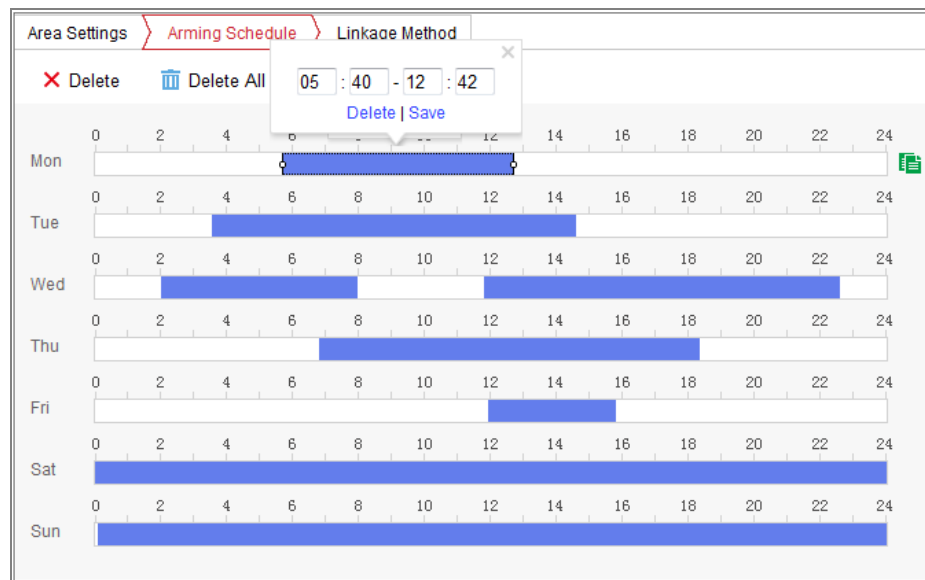 Area Settings Arming Schedule Linkage Method
Delete Delete All
05 : 40 - 12 : 42
Delete | Save
0 2 4 6 12 14 16 18 20 22 24
Mon
0 2 4 6 8 10 12 14 16 18 20 22 24
Tue
0 2 4 6 8 10 12 14 16 18 20 22 24
Wed
0 2 4 6 8 10 12 14 16 18 20 22 24
Thu
0 2 4 6 8 10 12 14 16 18 20 22 24
Fri
0 2 4 6 8 10 12 14 16 18 20 22 24
Sat
0 2 4 6 8 10 12 14 16 18 20 22 24
Sun